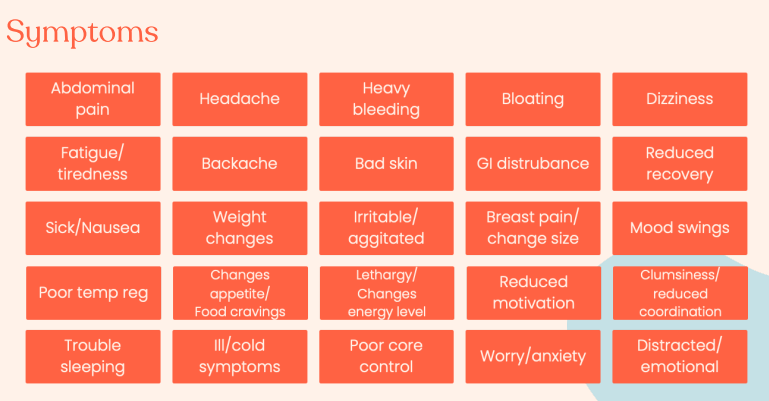 Symptoms
Abdominal
pain
Headache
Heavy
bleeding
Bloating
Dizziness
Fatigue/
tiredness
Backache
Bad skin
GI distrubance
Reduced
recovery
Sick/Nausea
Weight
changes
Irritable/
aggitated
Breast pain/
change size
Mood swings
Poor temp reg
Changes
appetite/
Food cravings
Lethargy/
Changes
energy level
Reduced
motivation
Clumsiness/
reduced
coordination
Trouble
sleeping
Ill/cold
symptoms
Poor core
control
Worry/anxiety
Distracted/
emotional